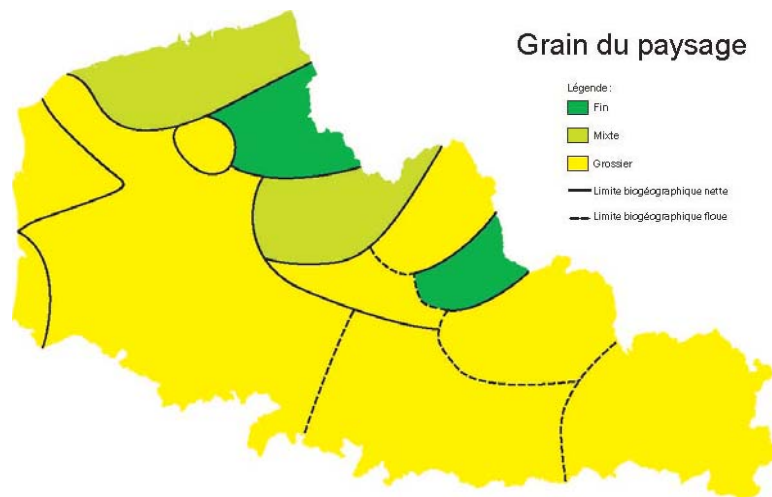 Grain du paysage
Légende :
Fin
Mixte
Grossier
Limite biogéographique nette
Limite biogéographique floue